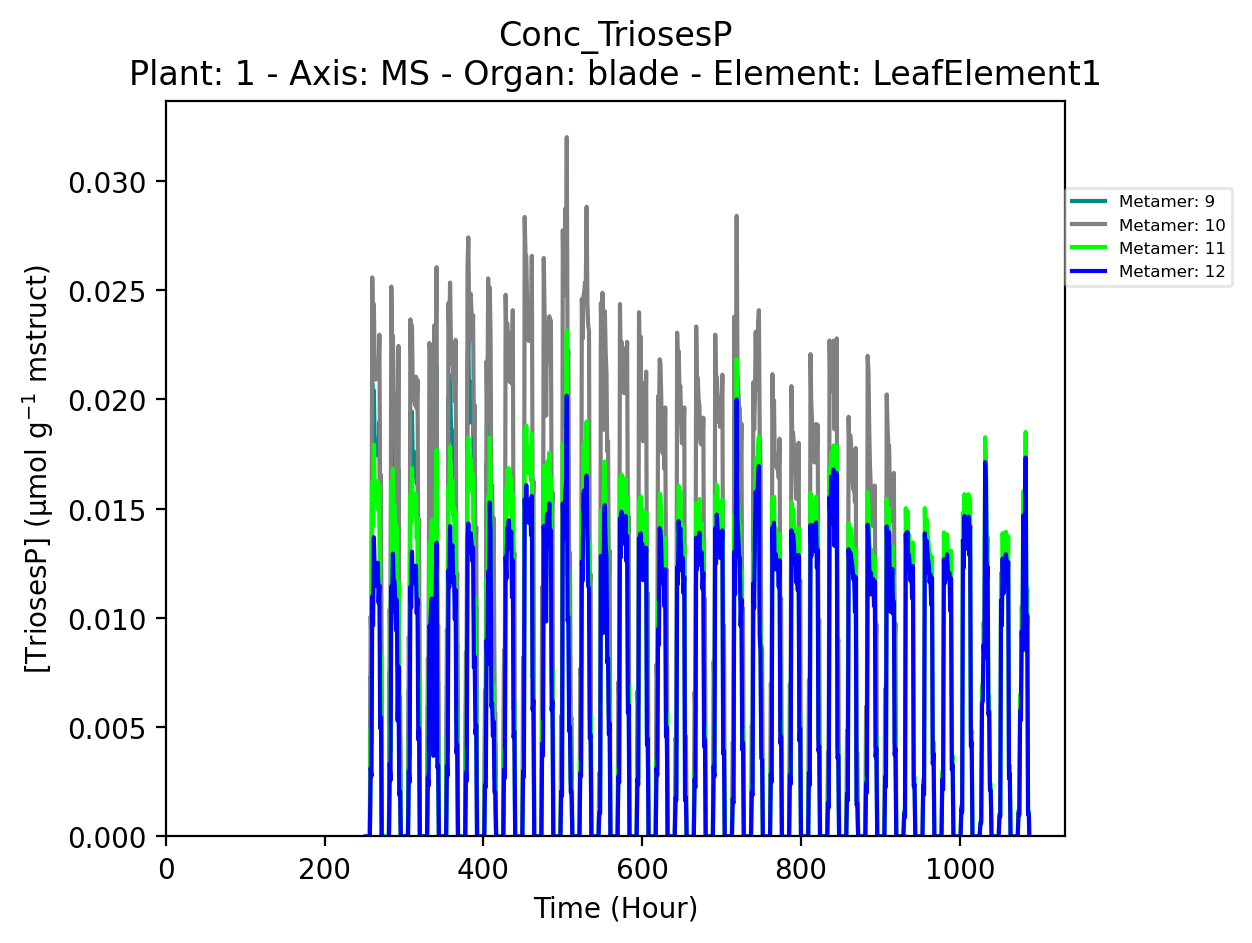 Conc_TriosesP
Plant: 1 - Axis: MS - Organ: blade - Element: LeafElement1
[TriosesP] (µmol g⁻¹ mstruct)
0.030
0.025
0.020
0.015
0.010
0.005
0.000
0 200 400 600 800 1000
Time (Hour)
Metamer: 9
Metamer: 10
Metamer: 11
Metamer: 12